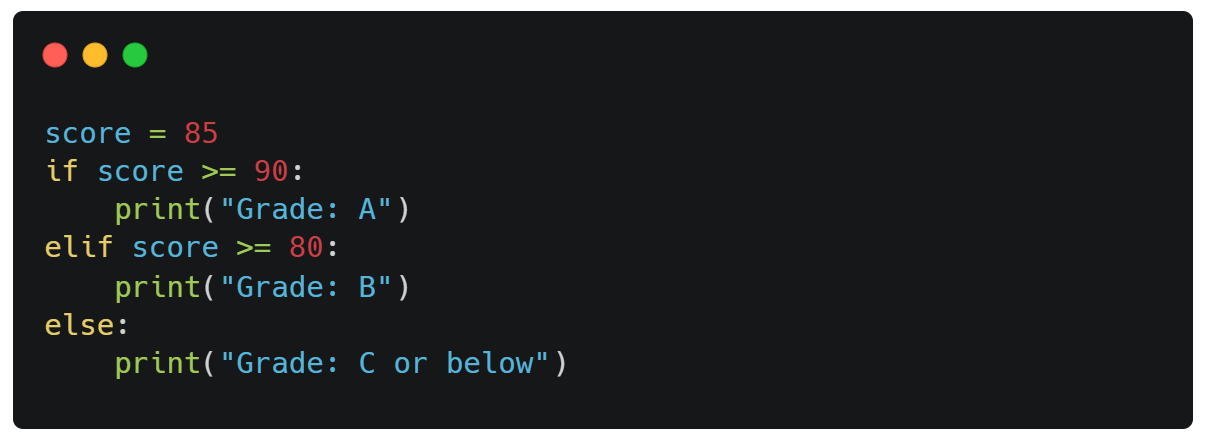 score = 85
if score >= 90:
    print("Grade: A")
elif score >= 80:
    print("Grade: B")
else:
    print("Grade: C or below")